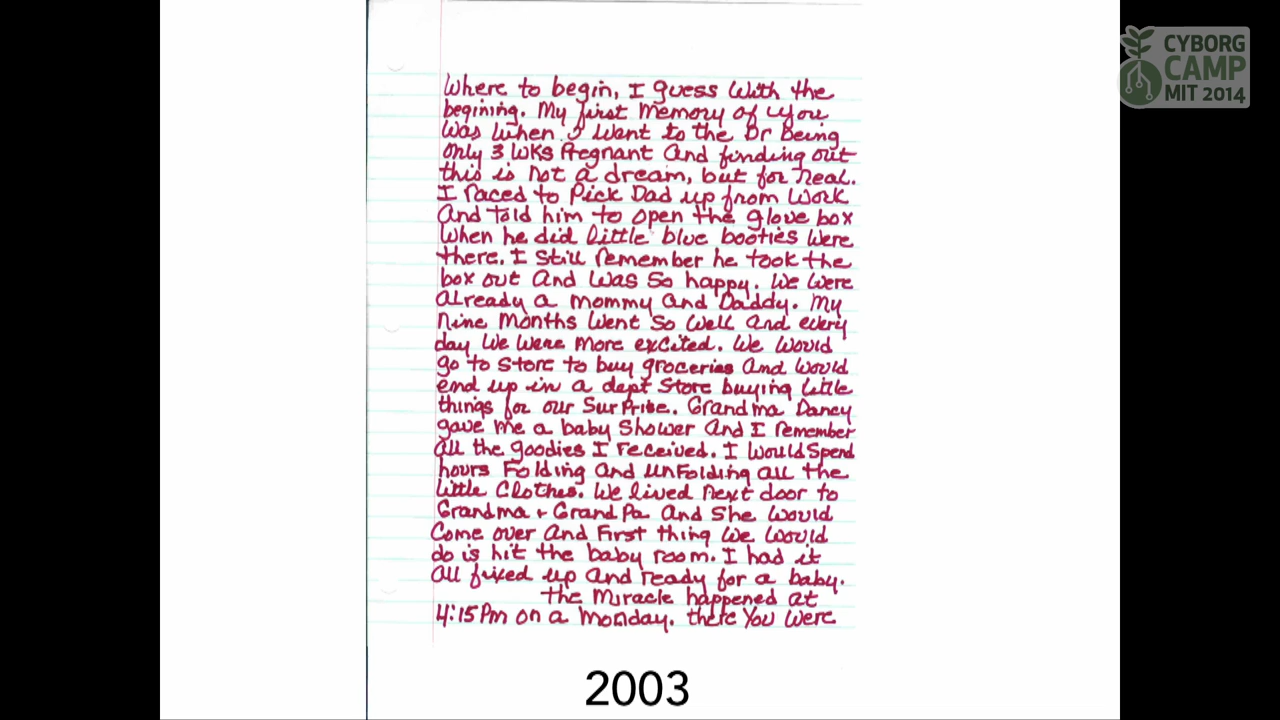 CYBORG
CAMP
MIT 2014
Where to begin, I guess With the
begining. My first Memory of you
Was When I Went to the Dr Being
only 3 WKs Pregnant And finding out
this is Not a dream, but for real.
I raced to Pick Dad up from Work
And told him to open the glove box
When he did little blue booties Were
there. I Still remember he took the
box out And Was So happy. We Were
Already a Mommy And Daddy. My
Nine Months Went So Well And every
day We Were More excited. We Would
go to Store to buy groceries And Would
end up in a dept Store buying little
things for our SurPrise. Grandma Dancy
gave Me a baby Shower And I remember
All the goodies I received. I Would Spend
hours Folding And UnFolding all the
little Clothes. We lived Next door to
Grandma + GrandPa And She Would
Come over And First thing We Would
do is hit the baby room. I had it
All fixed up And ready for a baby.
the Miracle happened at
4:15Pm on a Monday. there You Were
2003